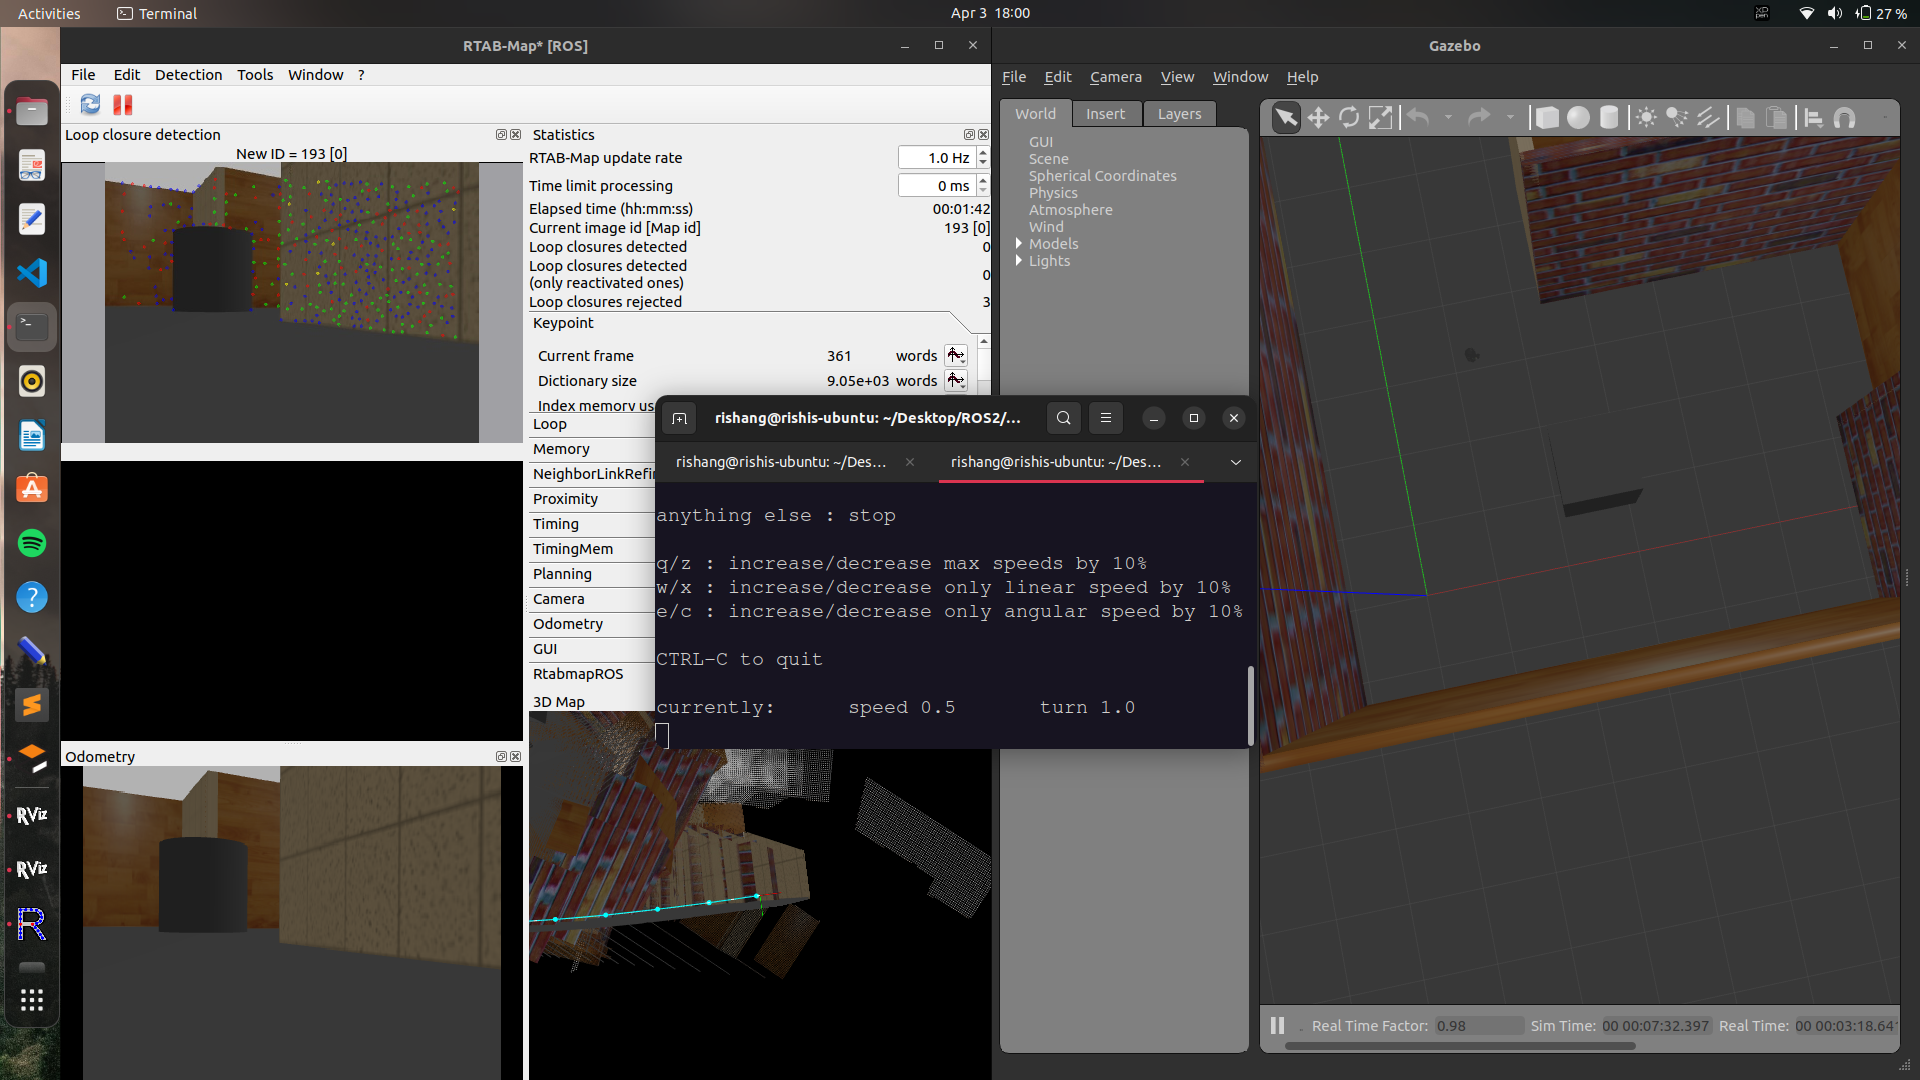 Activities
Terminal
Apr 3 18:00
27 %
RTAB-Map* [ROS]
File Edit Detection Tools Window ?
Loop closure detection
New ID = 193 [0]
Odometry
Statistics
RTAB-Map update rate 1.0 Hz
Time limit processing 0 ms
Elapsed time (hh:mm:ss) 00:01:42
Current image id [Map id] 193 [0]
Loop closures detected 0
Loop closures detected
(only reactivated ones) 0
Loop closures rejected 3
Keypoint
Current frame 361 words
Dictionary size 9.05e+03 words
Index memory us
Loop
Memory
NeighborLinkRefin
Proximity
Timing
TimingMem
Planning
Camera
Odometry
GUI
RtabmapROS
3D Map
rishang@rishis-ubuntu: ~/Desktop/ROS2/...
rishang@rishis-ubuntu: ~/Des...
rishang@rishis-ubuntu: ~/Des...
anything else : stop
q/z : increase/decrease max speeds by 10%
w/x : increase/decrease only linear speed by 10%
e/c : increase/decrease only angular speed by 10%
CTRL-C to quit
currently: speed 0.5 turn 1.0
Gazebo
File Edit Camera View Window Help
World Insert Layers
GUI
Scene
Spherical Coordinates
Physics
Atmosphere
Wind
Models
Lights
Real Time Factor: 0.98 Sim Time: 00 00:07:32.397 Real Time: 00 00:03:18.641
RViz
RViz
R